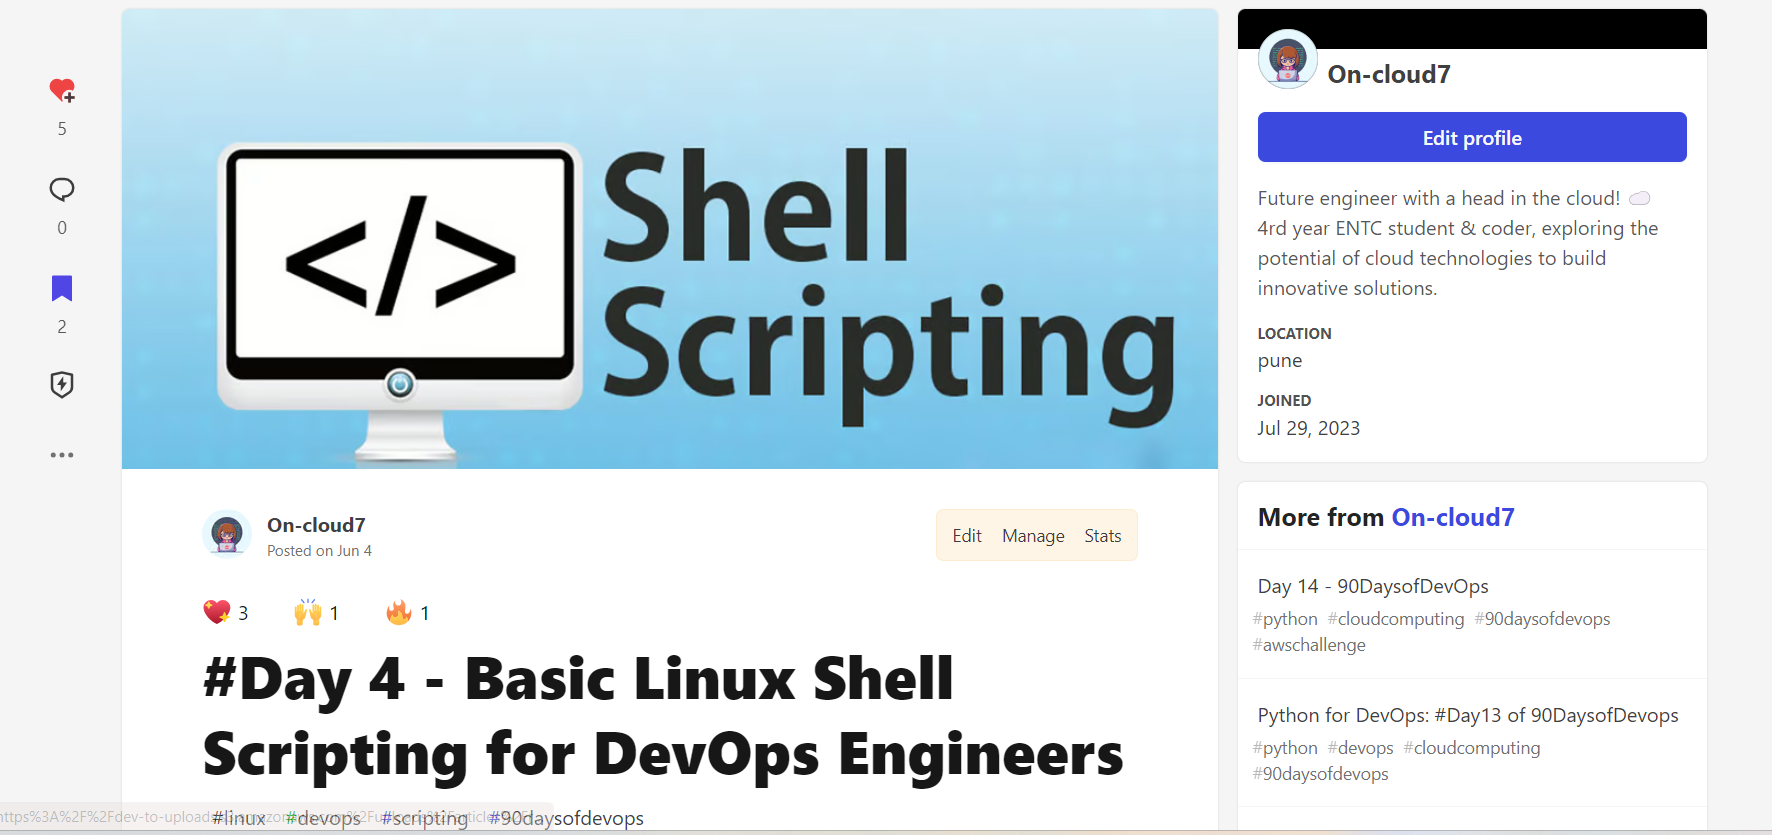 5
0
2
</>
Shell
Scripting
On-cloud7
Posted on Jun 4
Edit Manage Stats
3 1 1
#Day 4 - Basic Linux Shell
Scripting for DevOps Engineers
#linux #devops #scripting #90daysofdevops
On-cloud7
Edit profile
Future engineer with a head in the cloud!
4rd year ENTC student & coder, exploring the
potential of cloud technologies to build
innovative solutions.
LOCATION
pune
JOINED
Jul 29, 2023
More from On-cloud7
Day 14 - 90DaysofDevOps
#python #cloudcomputing #90daysofdevops
#awschallenge
Python for DevOps: #Day13 of 90DaysofDevops
#python #devops #cloudcomputing
#90daysofdevops